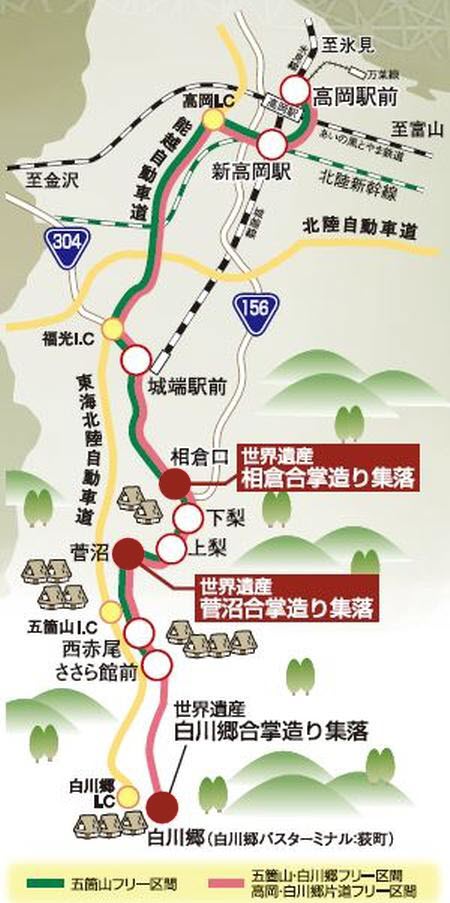 至氷見
氷見線
万葉線
高岡I.C
高岡駅
高岡駅前
至富山
あいの風とやま鉄道
能越自動車道
新高岡駅
至金沢
北陸新幹線
城端線
北陸自動車道
304
156
福光I.C
城端駅前
東海北陸自動車道
相倉口
世界遺産
相倉合掌造り集落
下梨
上梨
菅沼
世界遺産
菅沼合掌造り集落
五箇山I.C
西赤尾
ささら館前
世界遺産
白川郷合掌造り集落
白川郷
I.C
白川郷(白川郷バスターミナル:荻町)
五箇山フリー区間
五箇山・白川郷フリー区間
高岡・白川郷片道フリー区間